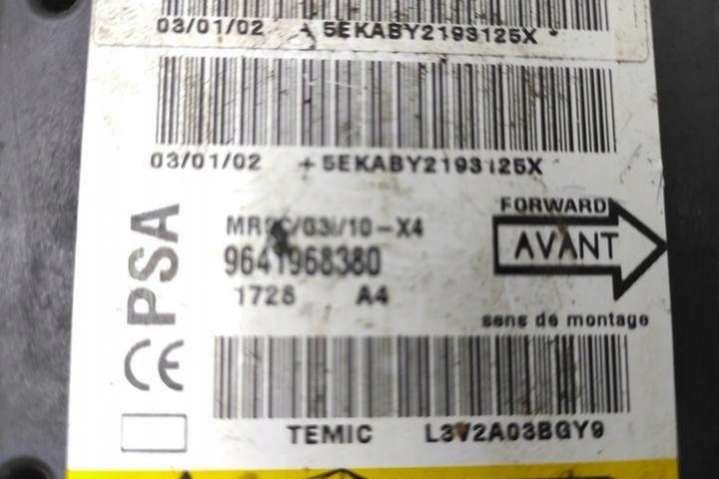 03/01/02 +5EKABY2193125X
03/01/02 +5EKABY2193125X
PSA
CE
9641968380
1728 A4
FORWARD
AVANT
sens de montage
TEMIC L3V2A03BGY9